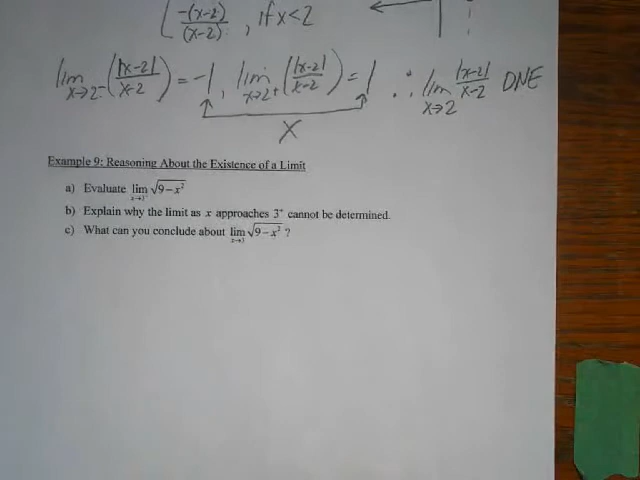 -(x-2)/(x-2), if x<2
lim x→2⁻ (|x-2|/x-2) = -1, lim x→2⁺ (|x-2|/x-2) = 1 ∴ lim x→2 |x-2|/x-2 DNE
X
Example 9: Reasoning About the Existence of a Limit
a) Evaluate lim x→3⁻ √9-x²
b) Explain why the limit as x approaches 3⁺ cannot be determined.
c) What can you conclude about lim x→3 √9-x² ?